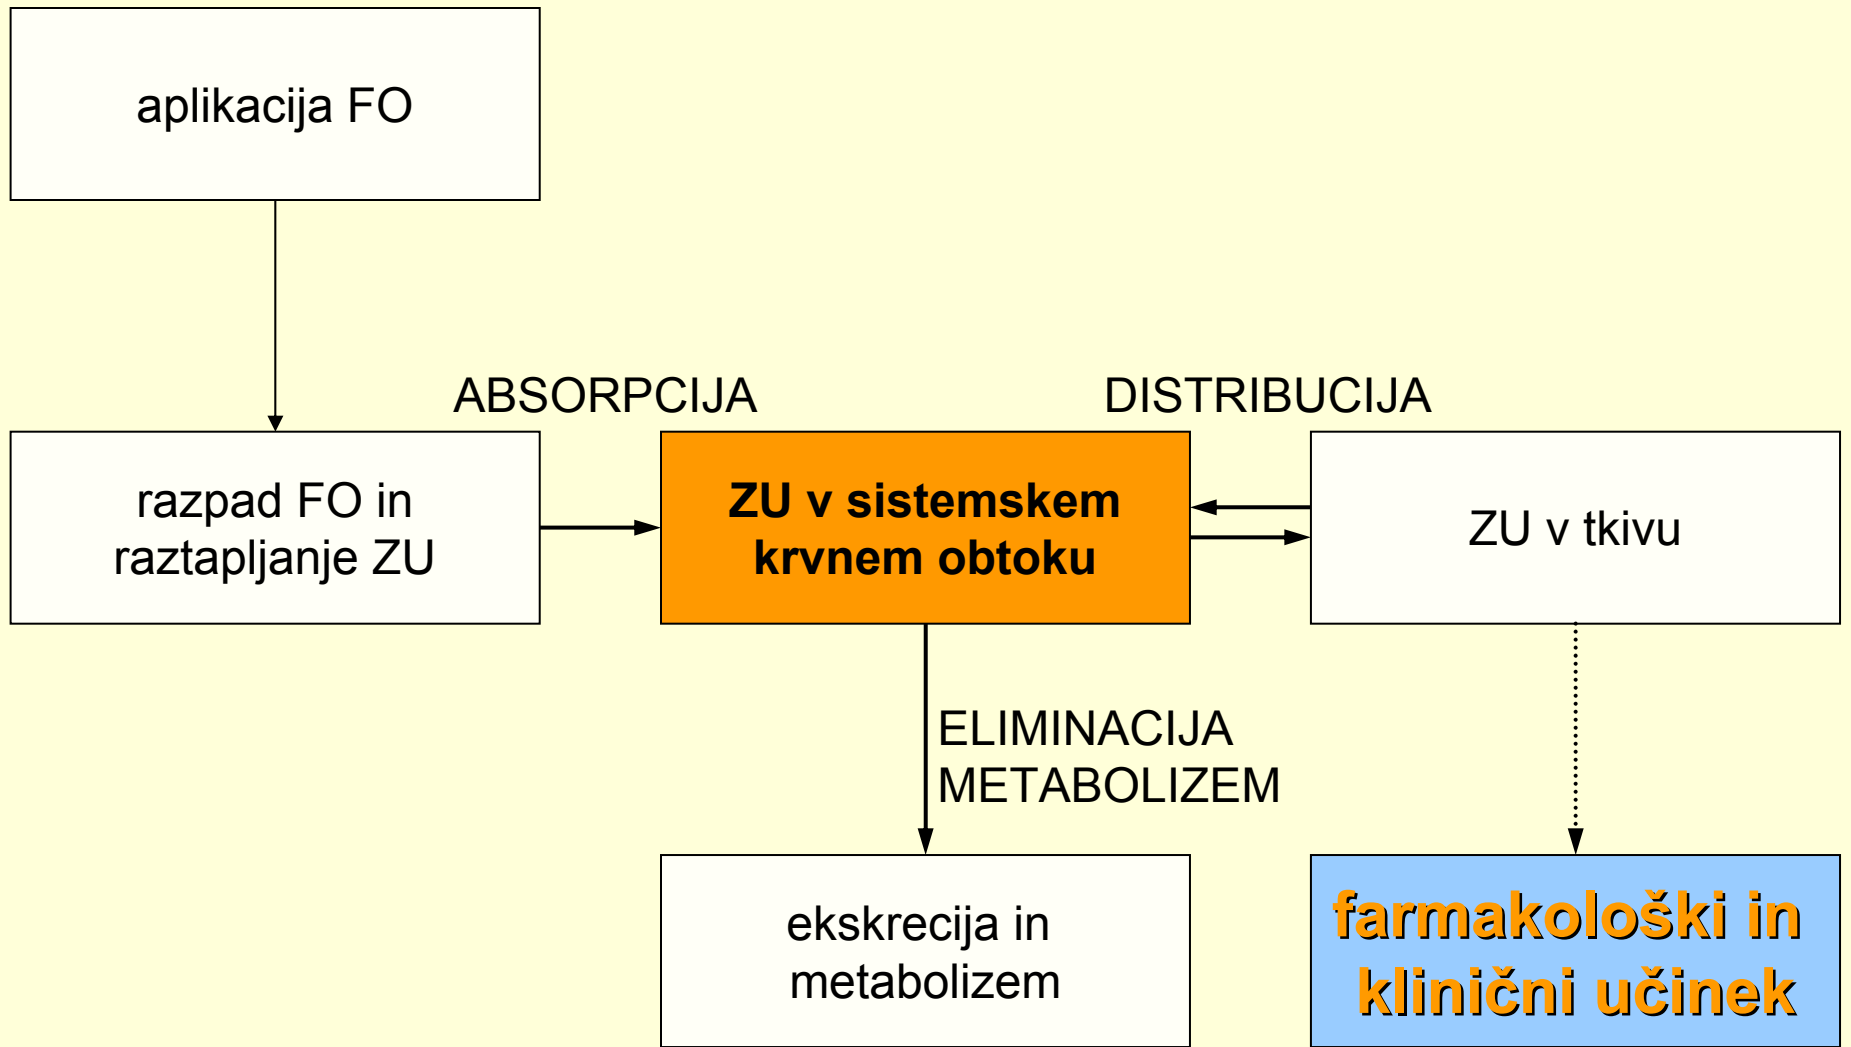 aplikacija FO
ABSORPCIJA
DISTRIBUCIJA
razpad FO in
raztapljanje ZU
ZU v sistemskem
krvnem obtoku
ZU v tkivu
ELIMINACIJA
METABOLIZEM
ekskrecija in
metabolizem
farmakološki in
klinični učinek